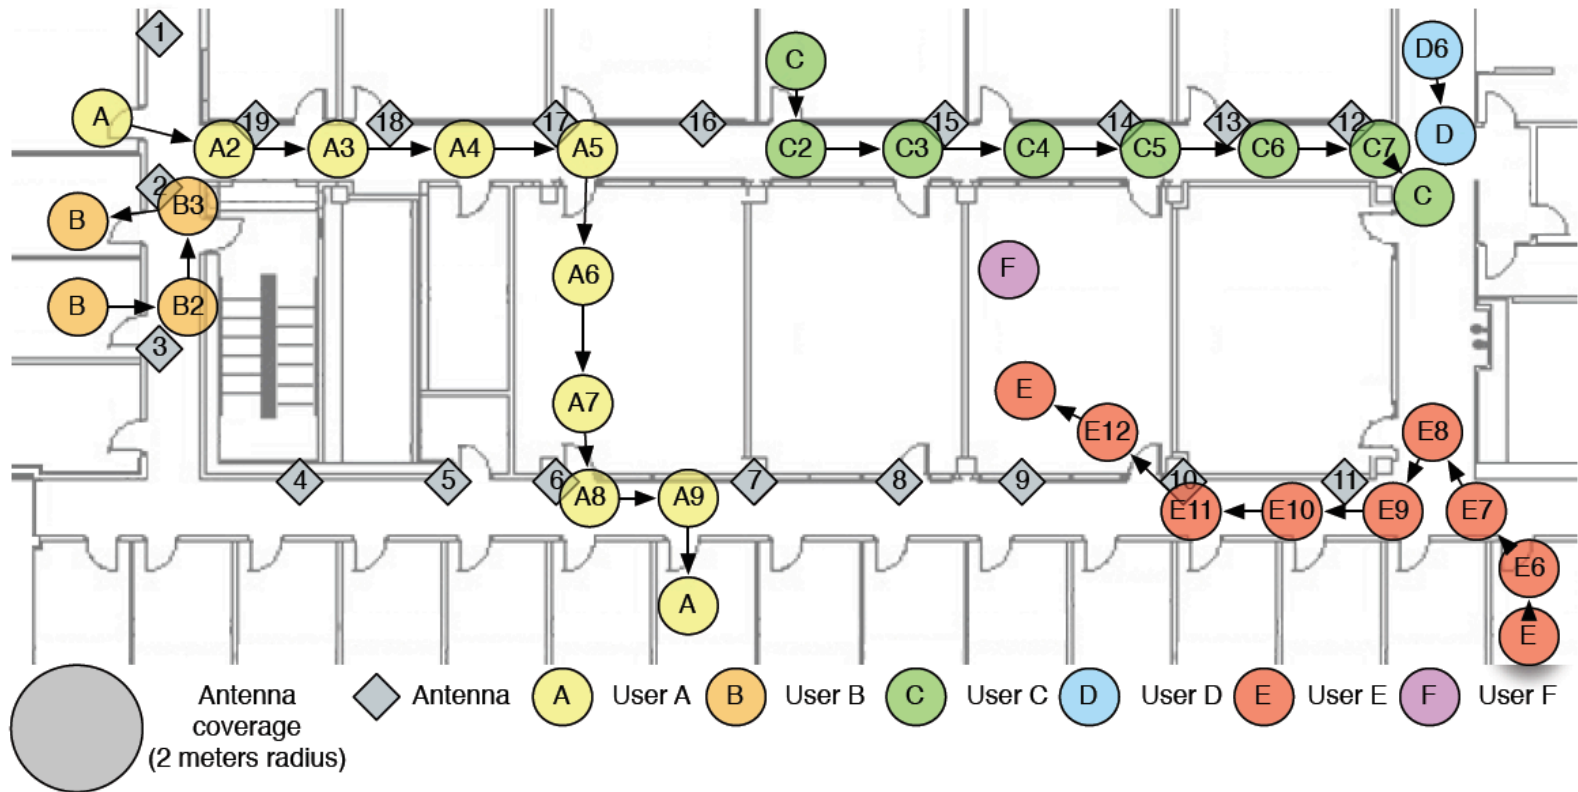 1
C
D6
A
19
18
17
16
15
14
13
12
D
A2
A3
A4
A5
C2
C3
C4
C5
C6
C7
2
B3
B
C
A6
F
B
B2
3
A7
E
E12
E8
4
5
6
7
8
9
10
11
A8
A9
E11
E10
E9
E7
E6
A
E
Antenna
coverage
(2 meters radius)
Antenna
A User A
B User B
C User C
D User D
E User E
F User F